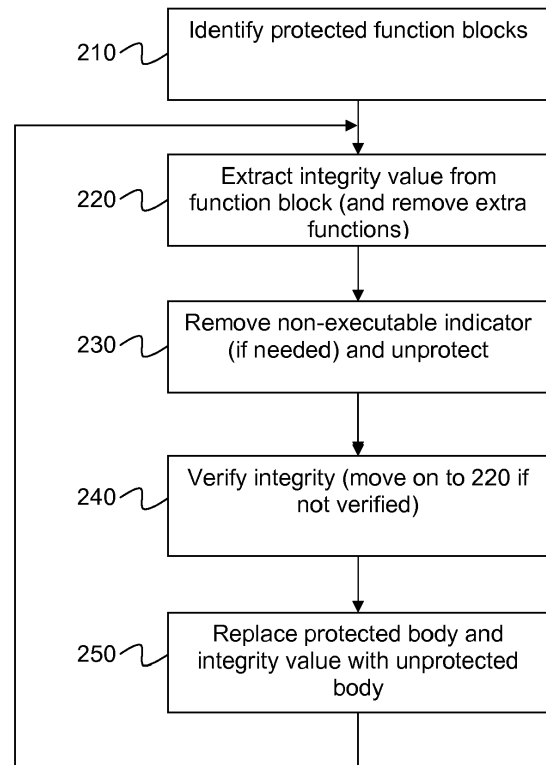 210
Identify protected function blocks
220
Extract integrity value from
function block (and remove extra
functions)
230
Remove non-executable indicator
(if needed) and unprotect
240
Verify integrity (move on to 220 if
not verified)
250
Replace protected body and
integrity value with unprotected
body